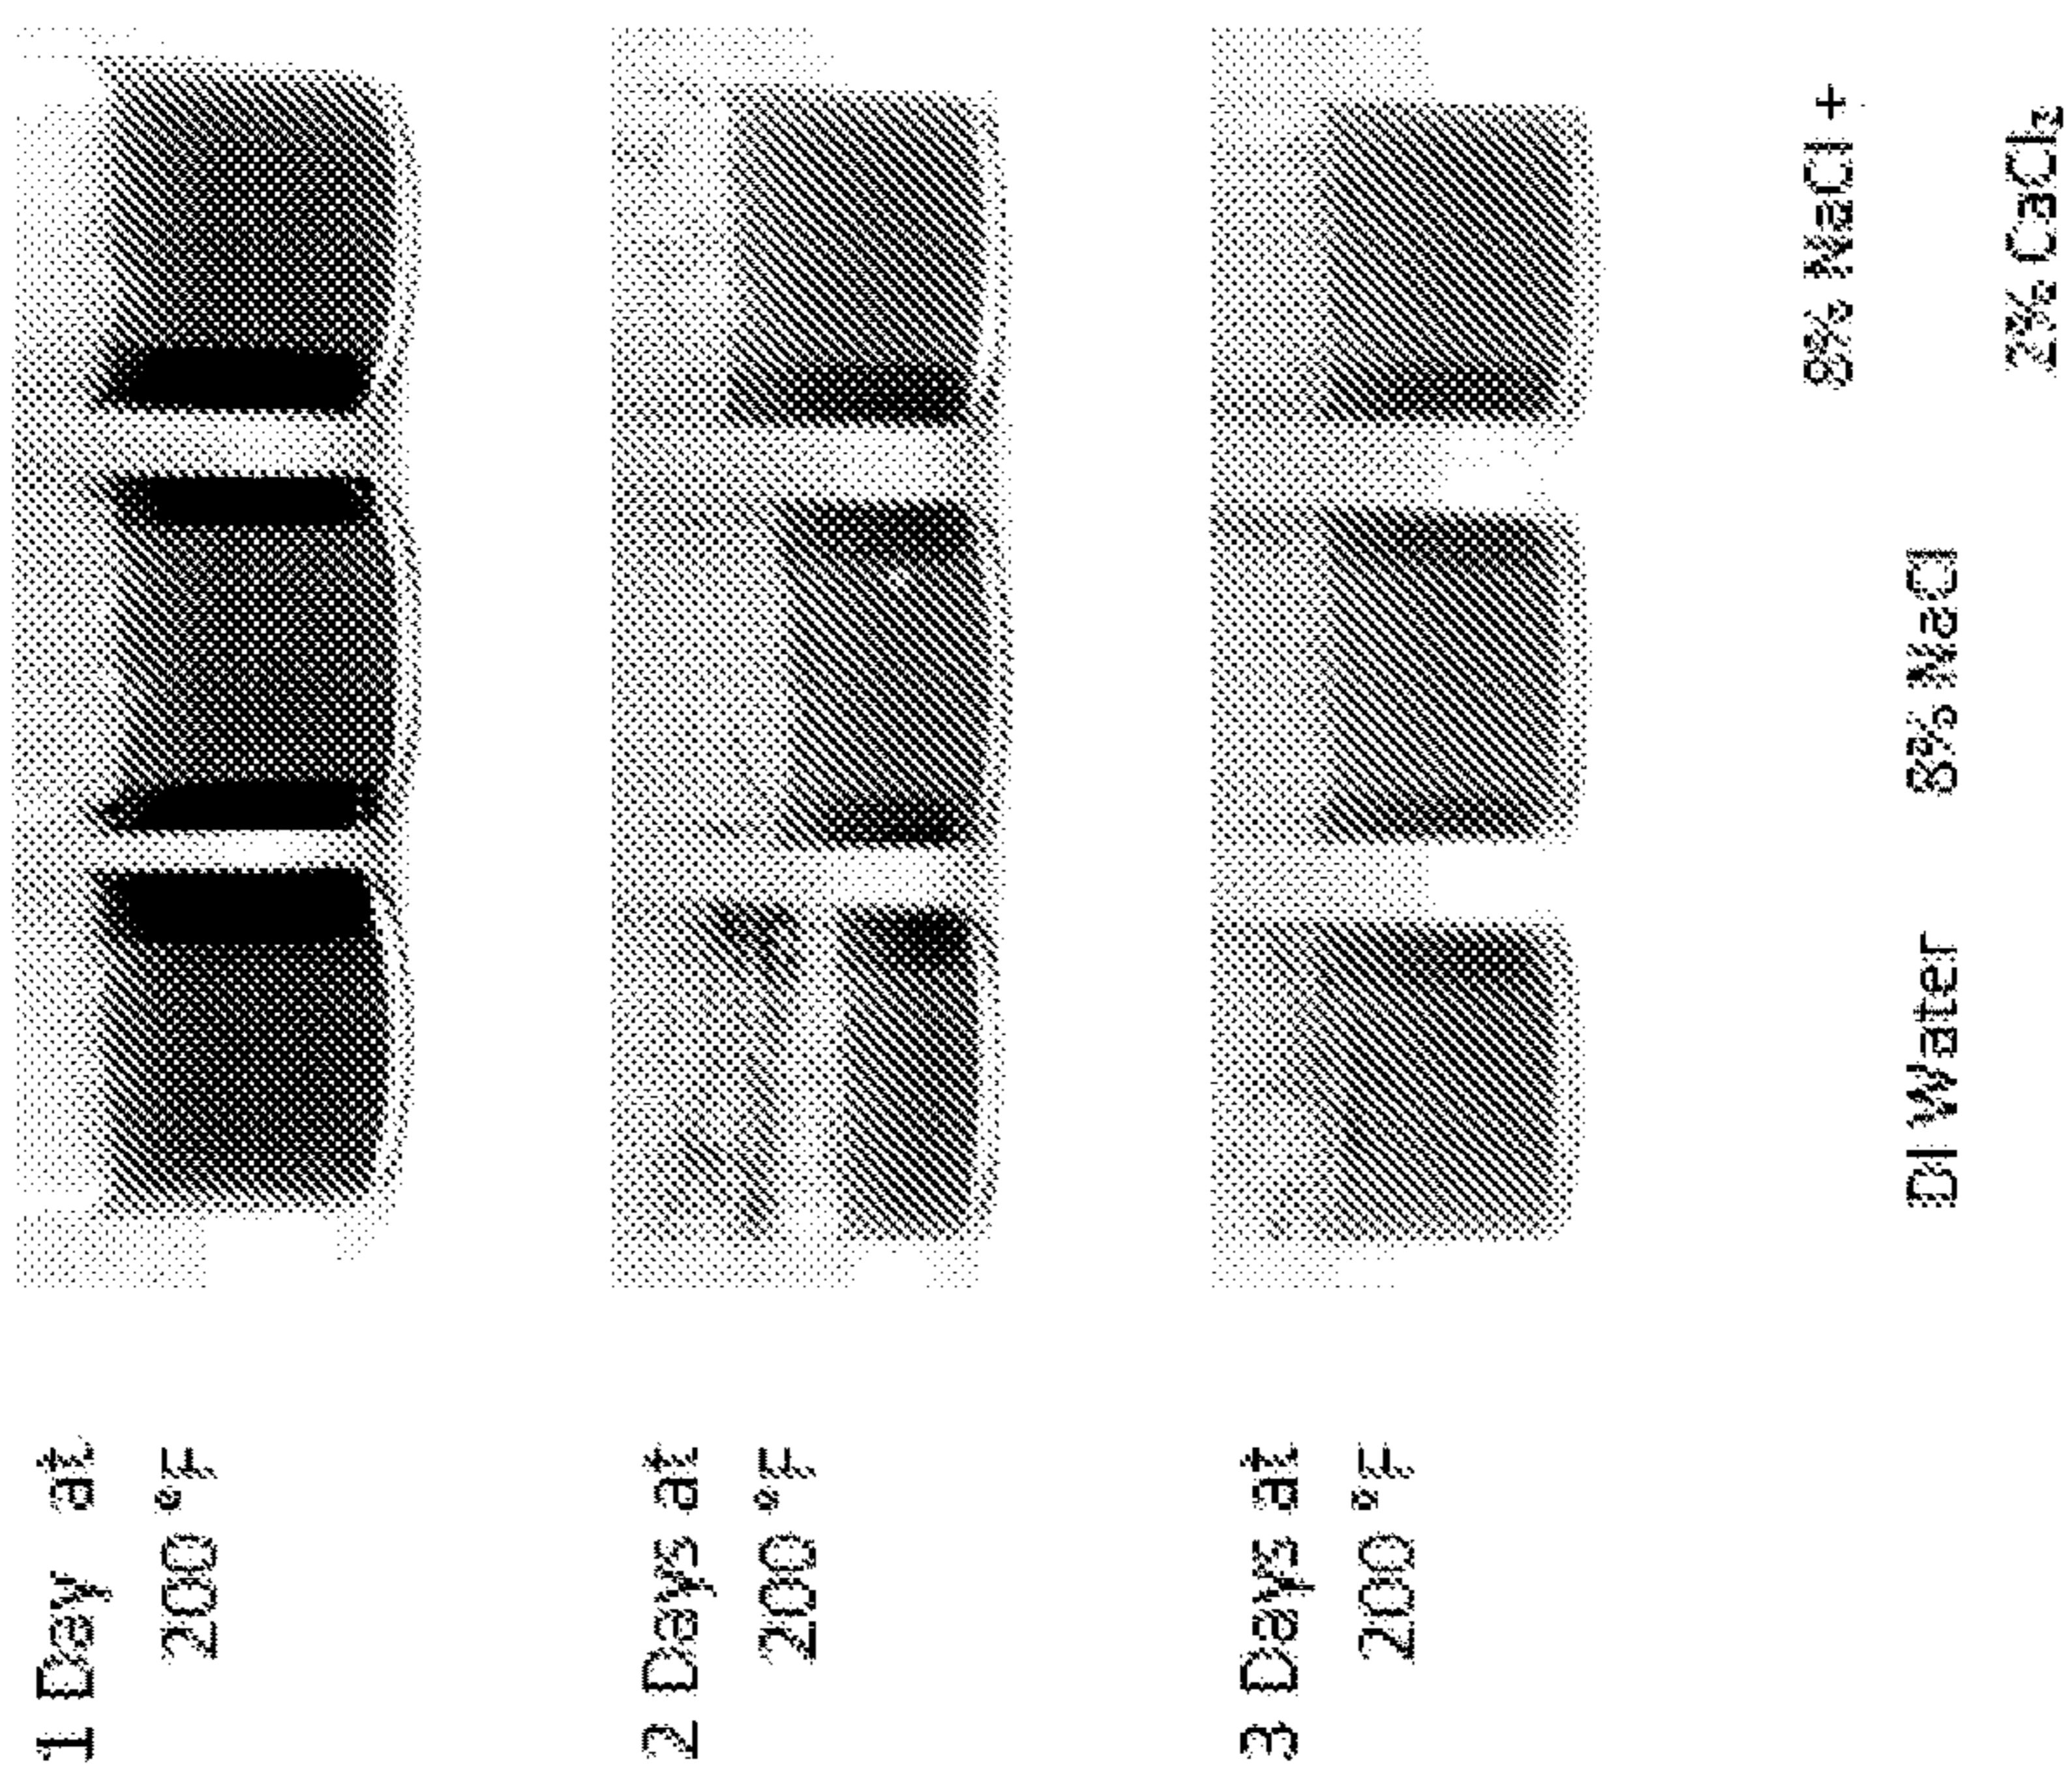 1 Day at
200 °F
2 Days at
200 °F
3 Days at
200 °F
DI Water
8% NaCl
8% NaCl +
2% CaCl₂